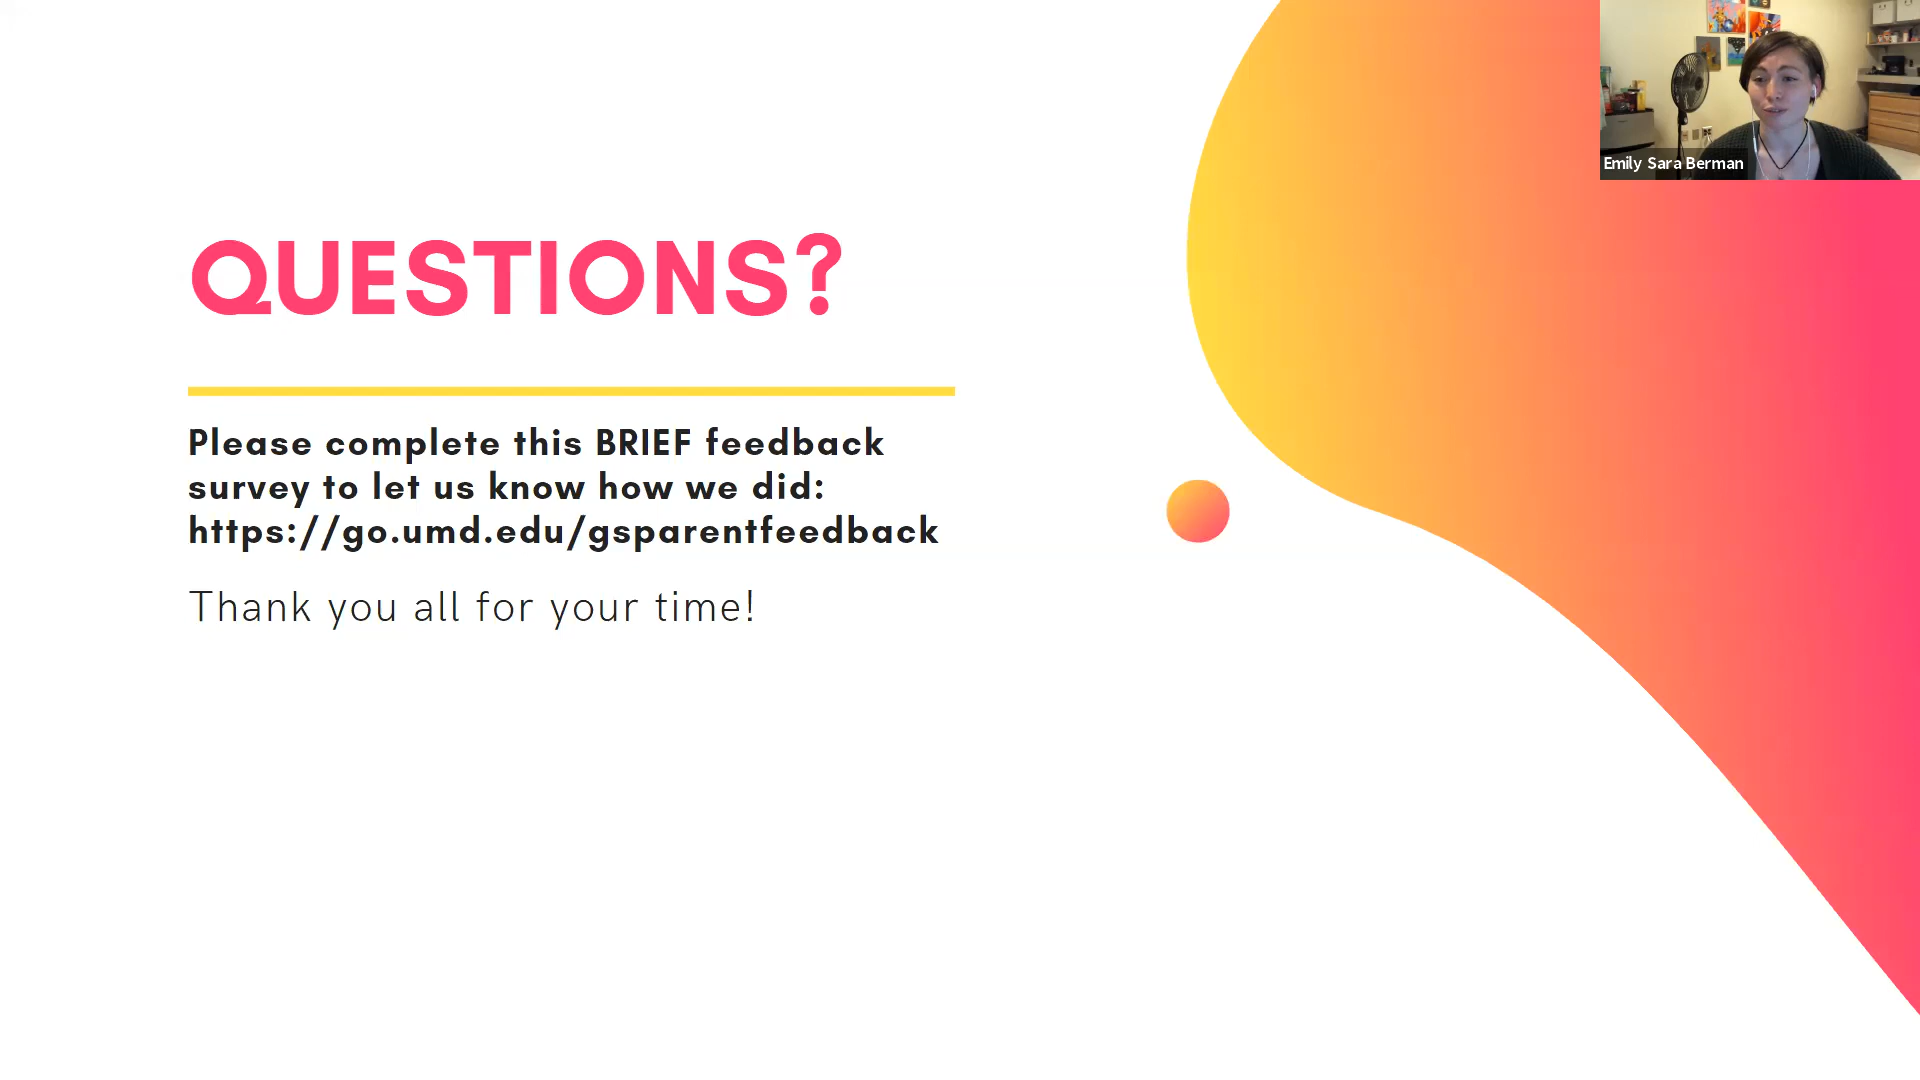 QUESTIONS?
Please complete this BRIEF feedback
survey to let us know how we did:
https://go.umd.edu/gsparentfeedback
Thank you all for your time!
Emily Sara Berman